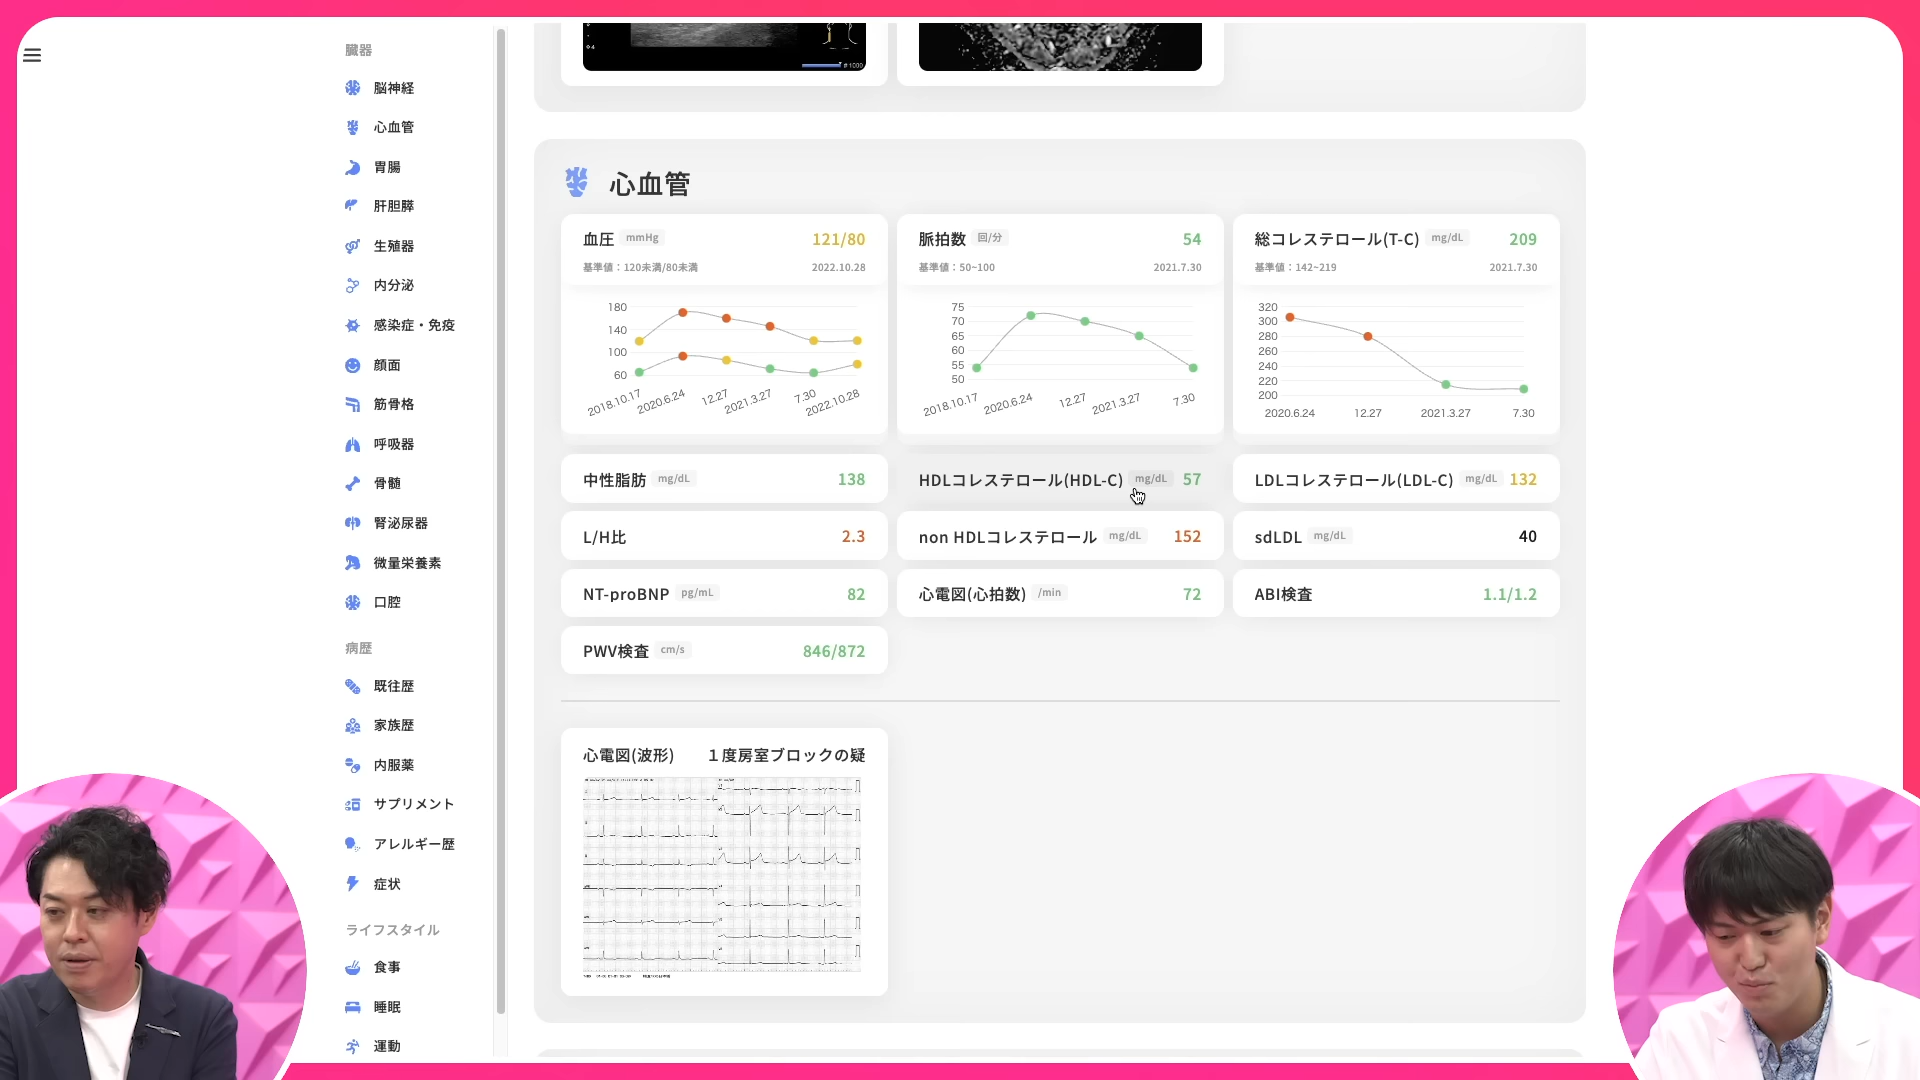 臓器
脳神経
心血管
胃腸
肝胆膵
生殖器
内分泌
感染症・免疫
顔面
筋骨格
呼吸器
骨髄
腎泌尿器
微量栄養素
口腔
病歴
既往歴
家族歴
内服薬
サプリメント
アレルギー歴
症状
ライフスタイル
食事
睡眠
運動
# 1000
心血管
血圧 mmHg 121/80
基準値：120未満/80未満 2022.10.28
180
140
100
60
2018.10.17 2020.6.24 12.27 2021.3.27 7.30 2022.10.28
脈拍数 回/分 54
基準値：50~100 2021.7.30
75
70
65
60
55
50
2018.10.17 2020.6.24 12.27 2021.3.27 7.30
総コレステロール(T-C) mg/dL 209
基準値：142~219 2021.7.30
320
300
280
260
240
220
200
2020.6.24 12.27 2021.3.27 7.30
中性脂肪 mg/dL 138
HDLコレステロール(HDL-C) mg/dL 57
LDLコレステロール(LDL-C) mg/dL 132
L/H比 2.3
non HDLコレステロール mg/dL 152
sdLDL mg/dL 40
NT-proBNP pg/mL 82
心電図(心拍数) /min 72
ABI検査 1.1/1.2
PWV検査 cm/s 846/872
心電図(波形) １度房室ブロックの疑